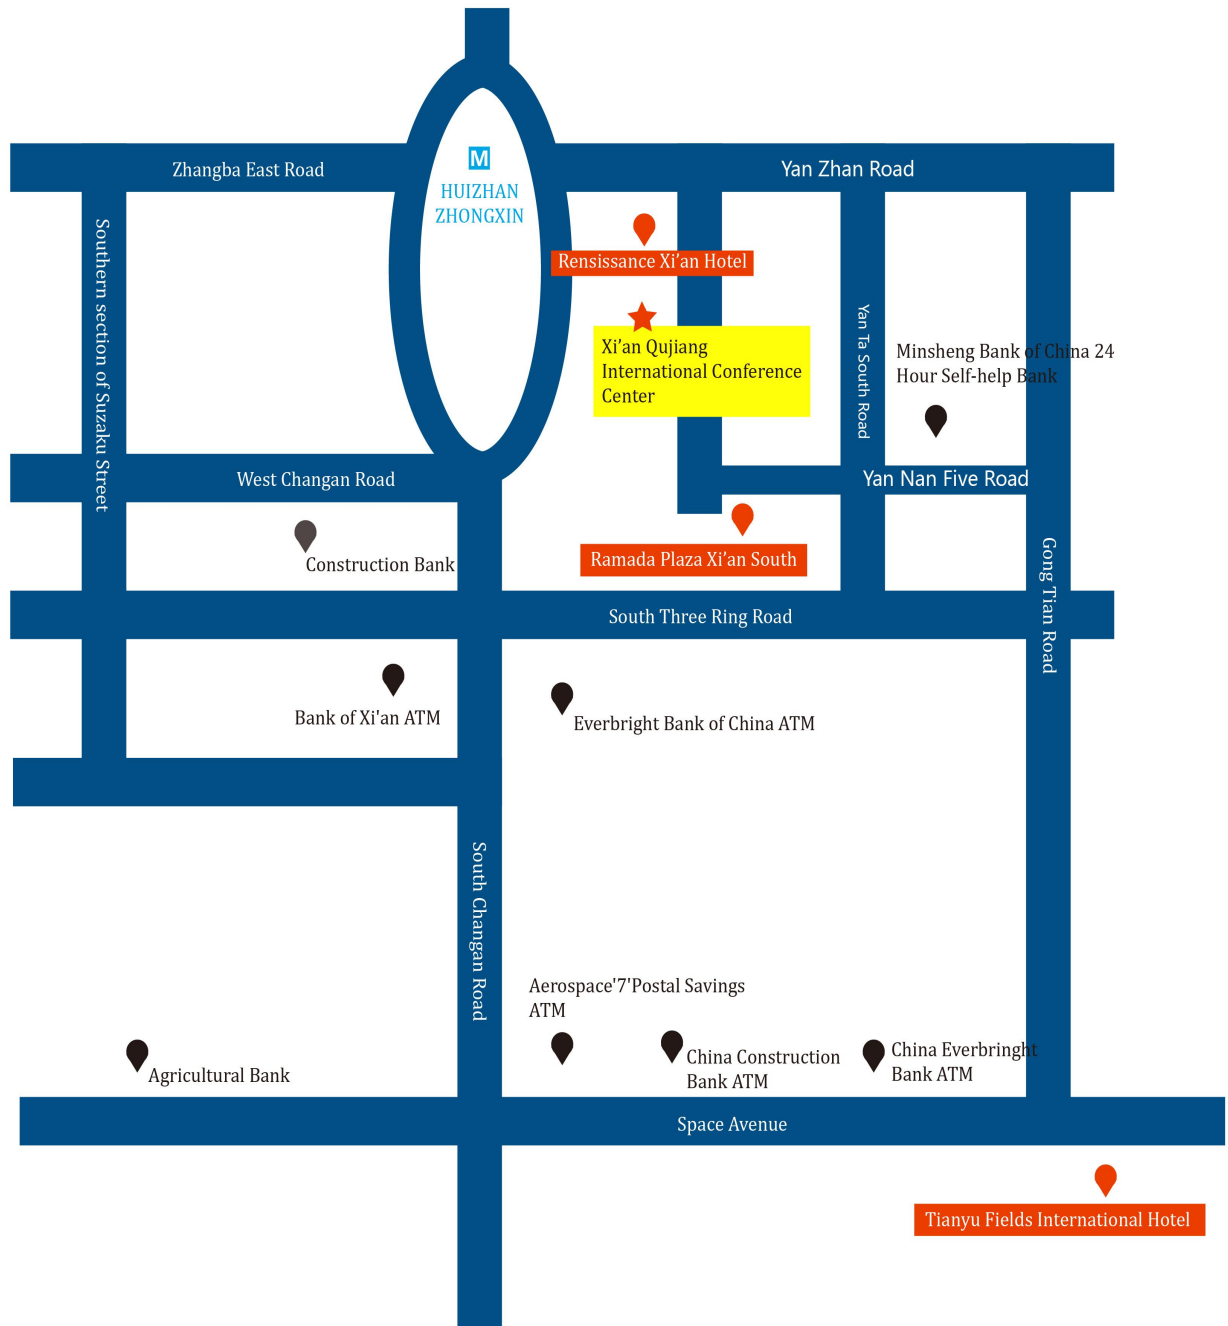 Zhangba East Road
M
HUIZHAN
ZHONGXIN
Yan Zhan Road
Southern section of Suzaku Street
Rensissance Xi’an Hotel
Xi’an Qujiang
International Conference
Center
Yan Ta South Road
Minsheng Bank of China 24
Hour Self-help Bank
West Changan Road
Yan Nan Five Road
Construction Bank
Ramada Plaza Xi’an South
Gong Tian Road
South Three Ring Road
Bank of Xi'an ATM
Everbright Bank of China ATM
South Changan Road
Aerospace'7'Postal Savings
ATM
Agricultural Bank
China Construction
Bank ATM
China Everbringht
Bank ATM
Space Avenue
Tianyu Fields International Hotel